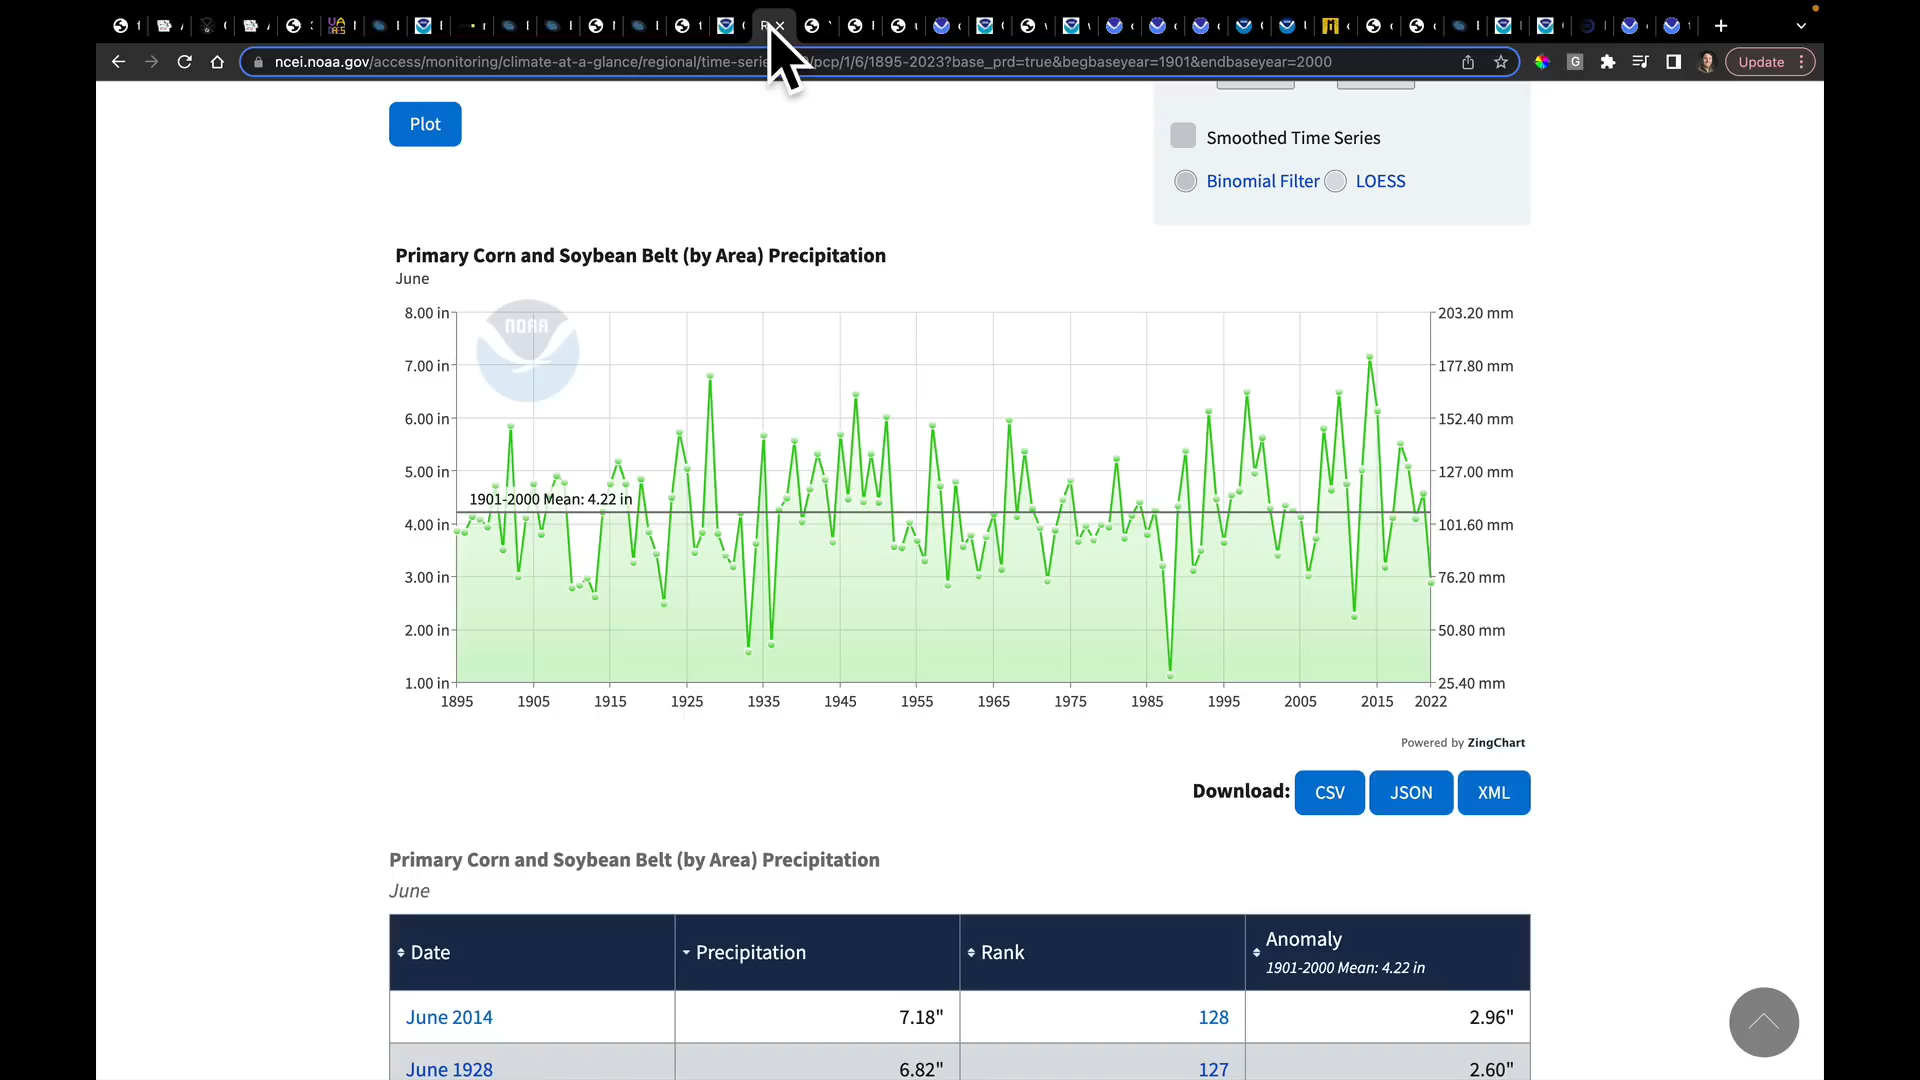 ncei.noaa.gov/access/monitoring/climate-at-a-glance/regional/time-serie /pcp/1/6/1895-2023?base_prd=true&begbaseyear=1901&endbaseyear=2000
Update
Plot
Smoothed Time Series
Binomial Filter LOESS
Primary Corn and Soybean Belt (by Area) Precipitation
June
NOAA
8.00 in 203.20 mm
7.00 in 177.80 mm
6.00 in 152.40 mm
5.00 in 127.00 mm
1901-2000 Mean: 4.22 in
4.00 in 101.60 mm
3.00 in 76.20 mm
2.00 in 50.80 mm
1.00 in 25.40 mm
1895 1905 1915 1925 1935 1945 1955 1965 1975 1985 1995 2005 2015 2022
Powered by ZingChart
Download: CSV JSON XML
Primary Corn and Soybean Belt (by Area) Precipitation
June
Date Precipitation Rank Anomaly
1901-2000 Mean: 4.22 in
June 2014 7.18" 128 2.96"
June 1928 6.82" 127 2.60"